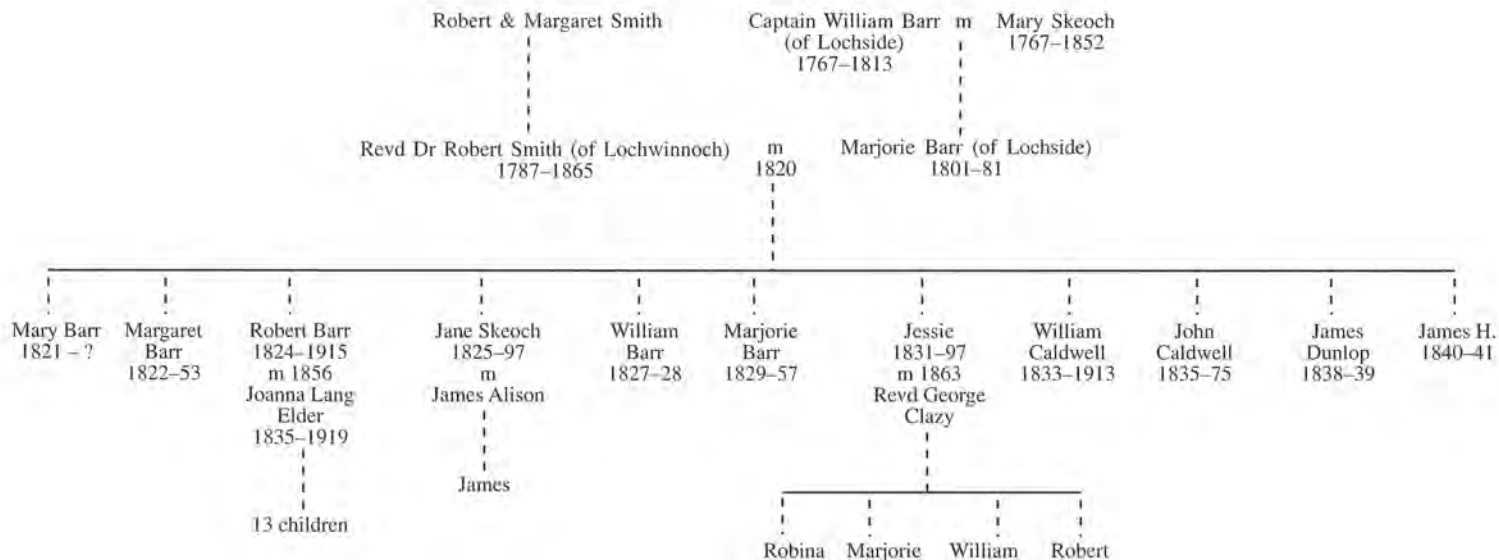 Robert & Margaret Smith
Captain William Barr m Mary Skeoch
(of Lochside) 1767–1852
1767–1813
Revd Dr Robert Smith (of Lochwinnoch) m Marjorie Barr (of Lochside)
1787–1865 1820 1801–81
Mary Barr
1821 – ?
Margaret
Barr
1822–53
Robert Barr
1824–1915
m 1856
Joanna Lang
Elder
1835–1919
13 children
Jane Skeoch
1825–97
m
James Alison
James
William
Barr
1827–28
Marjorie
Barr
1829–57
Jessie
1831–97
m 1863
Revd George
Clazy
Robina Marjorie William Robert
William
Caldwell
1833–1913
John
Caldwell
1835–75
James
Dunlop
1838–39
James H.
1840–41